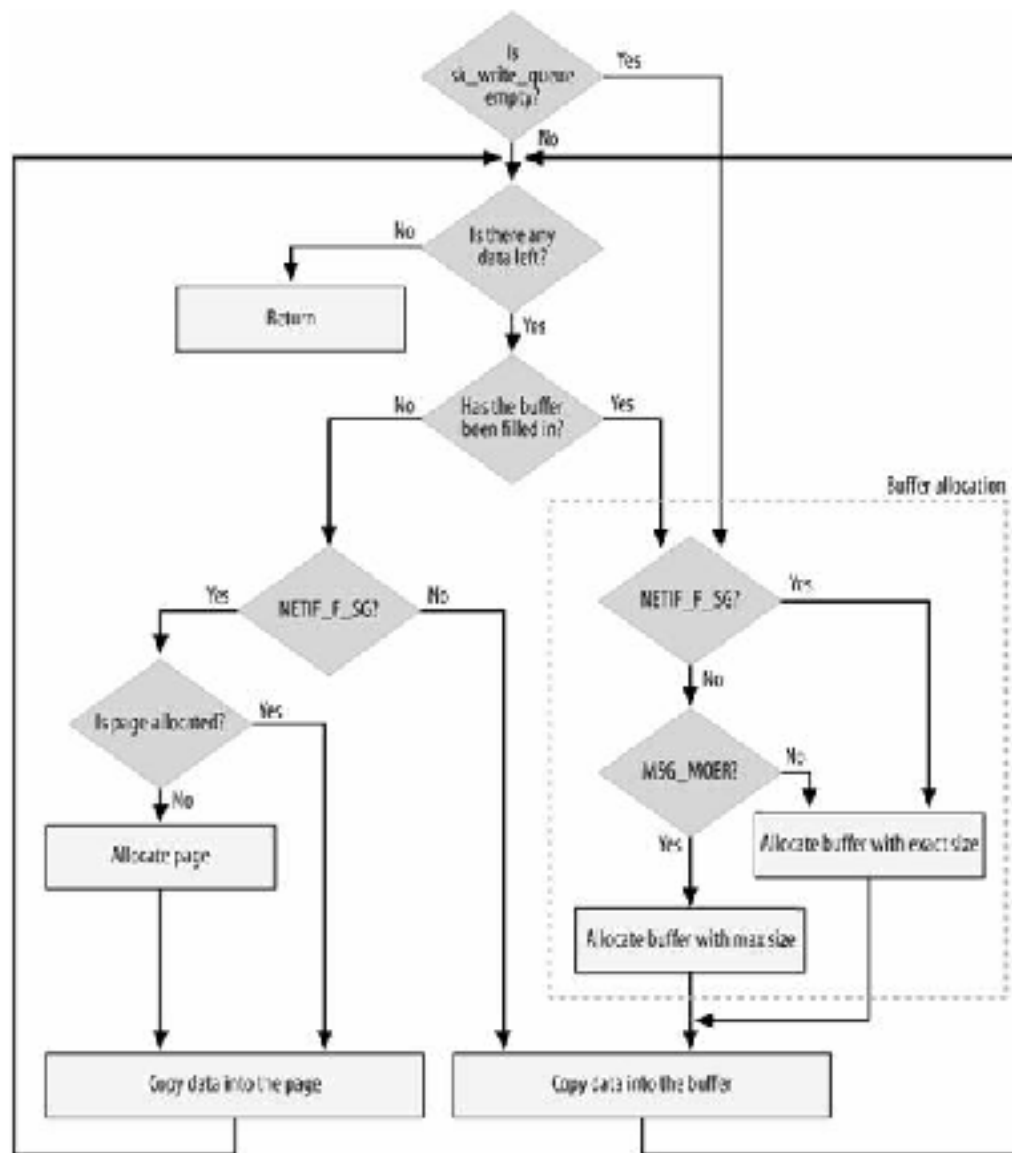 Is
sk_write_queue
empty?
Yes
No
Is there any
data left?
No
Return
Yes
Has the buffer
been filled in?
No
Yes
Buffer allocation
NETIF_F_SG?
Yes
No
NETIF_F_SG?
Yes
No
Is page allocated?
Yes
No
MSG_MOER?
No
Yes
Allocate page
Allocate buffer with exact size
Allocate buffer with max size
Copy data into the page
Copy data into the buffer